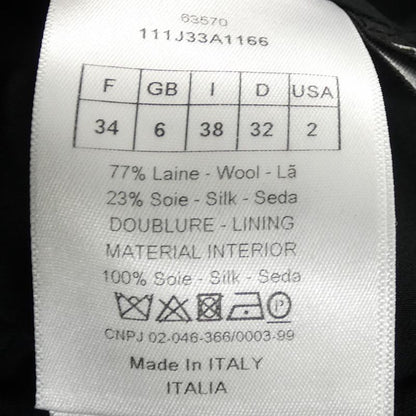 63570
111J33A1166
F GB I D USA
34 6 38 32 2
77% Laine - Wool - Lã
23% Soie - Silk - Seda
DOUBLURE - LINING
MATERIAL INTERIOR
100% Soie - Silk - Seda
P
CNPJ 02-046-366/0003-99
Made In ITALY
ITALIA